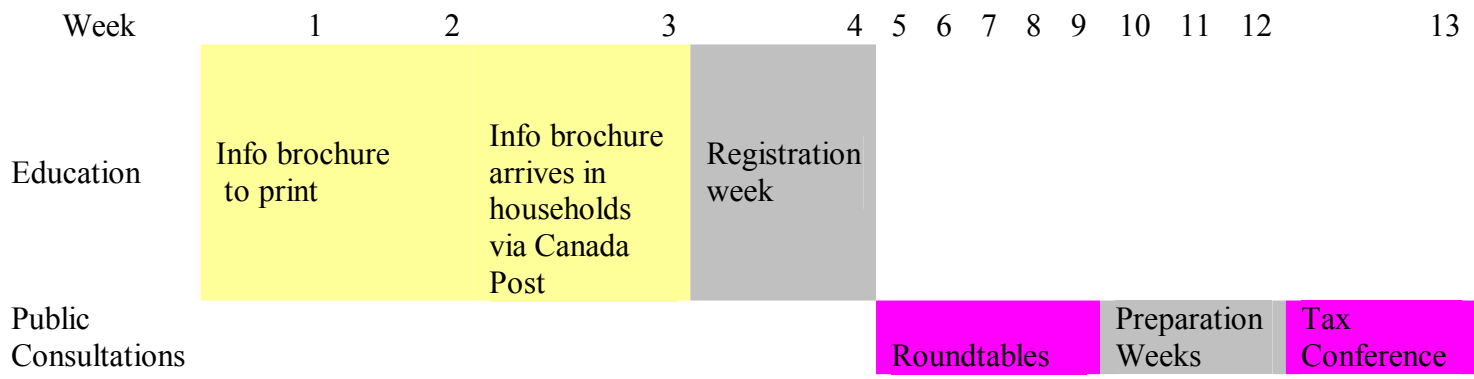 Week 1 2 3 4 5 6 7 8 9 10 11 12 13
Education
Info brochure
to print
Info brochure
arrives in
households
via Canada
Post
Registration
week
Public
Consultations
Roundtables
Preparation
Weeks
Tax
Conference